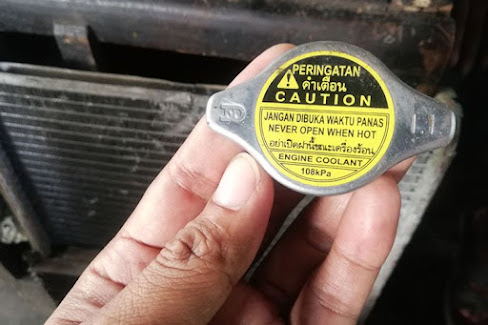 PERINGATAN
คำเตือน
CAUTION
JANGAN DIBUKA WAKTU PANAS
NEVER OPEN WHEN HOT
อย่าเปิดฝานี้ขณะเครื่องร้อน
ENGINE COOLANT
108kPa